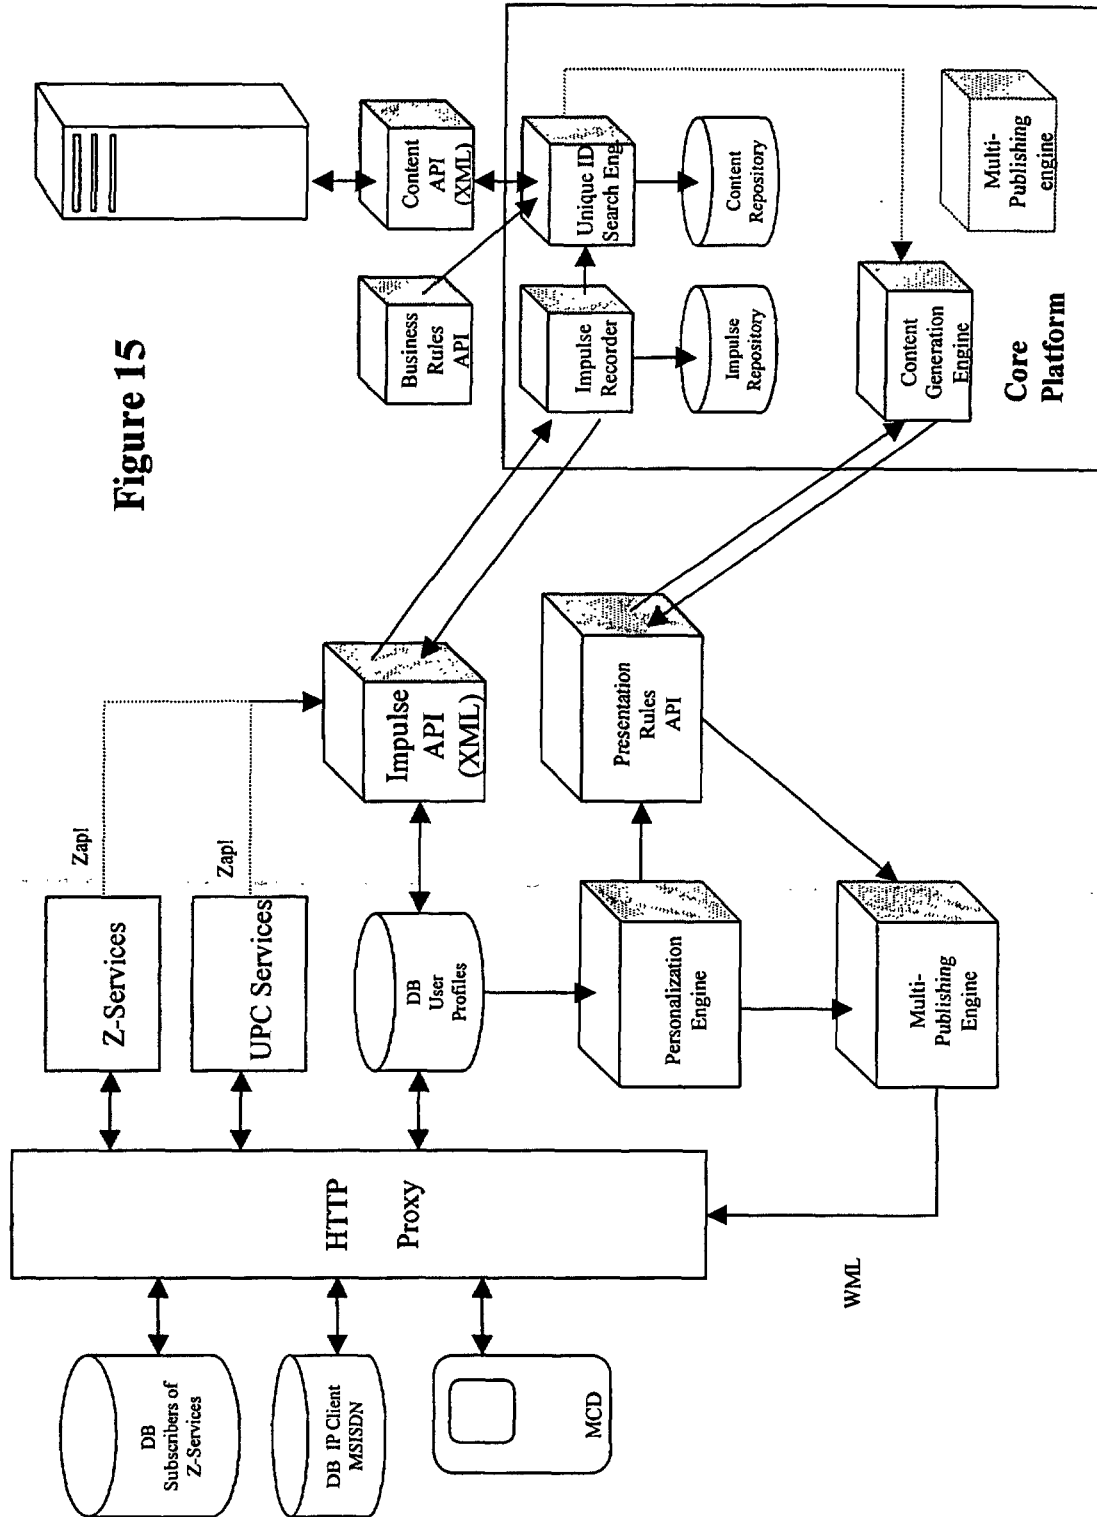 Figure 15
DB
Subscribers of
Z-Services
DB IP Client
MSISDN
MCD
HTTP
Proxy
WML
Z-Services
UPC Services
Zap!
Zap!
DB
User
Profiles
Personalization
Engine
Multi-
Publishing
Engine
Impulse
API
(XML)
Presentation
Rules
API
Business
Rules
API
Content
API
(XML)
Impulse
Recorder
Unique ID
Search Eng.
Impulse
Repository
Content
Repository
Content
Generation
Engine
Multi-
Publishing
engine
Core
Platform